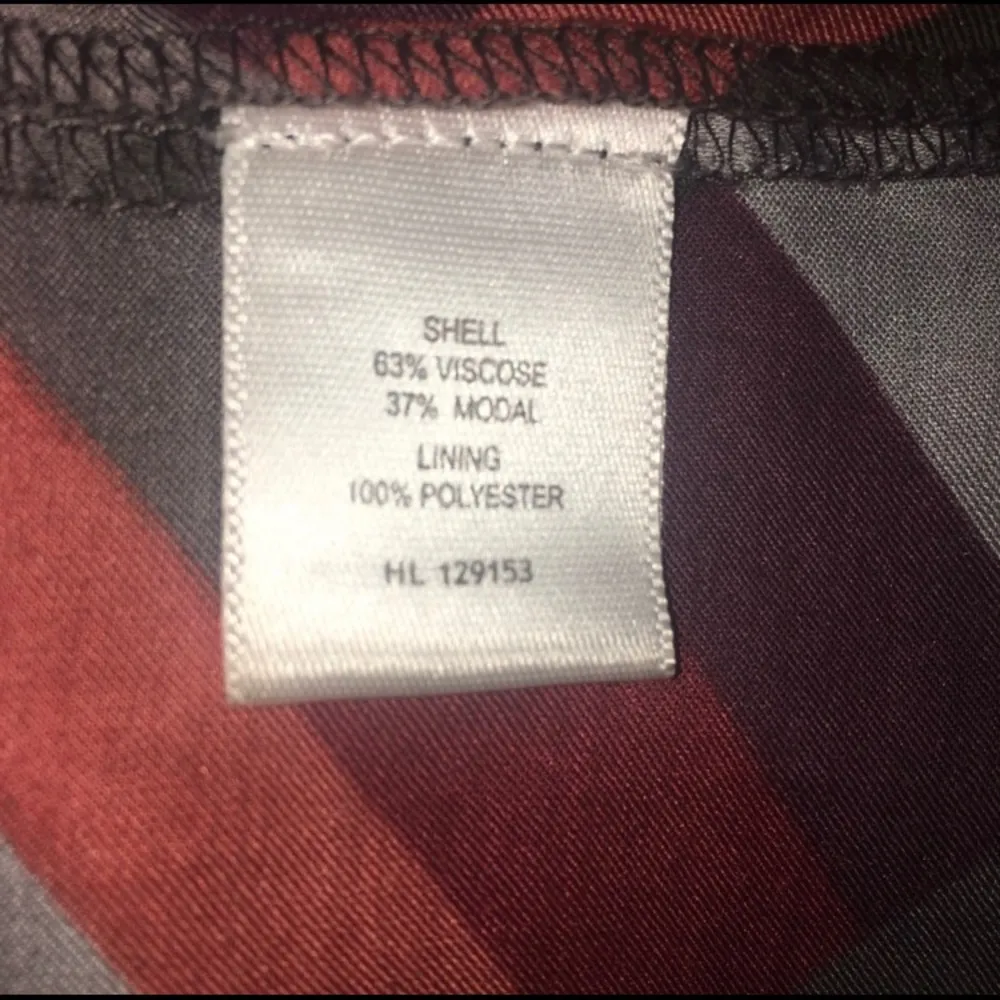 SHELL
63% VISCOSE
37% MODAL
LINING
100% POLYESTER
HL 129153